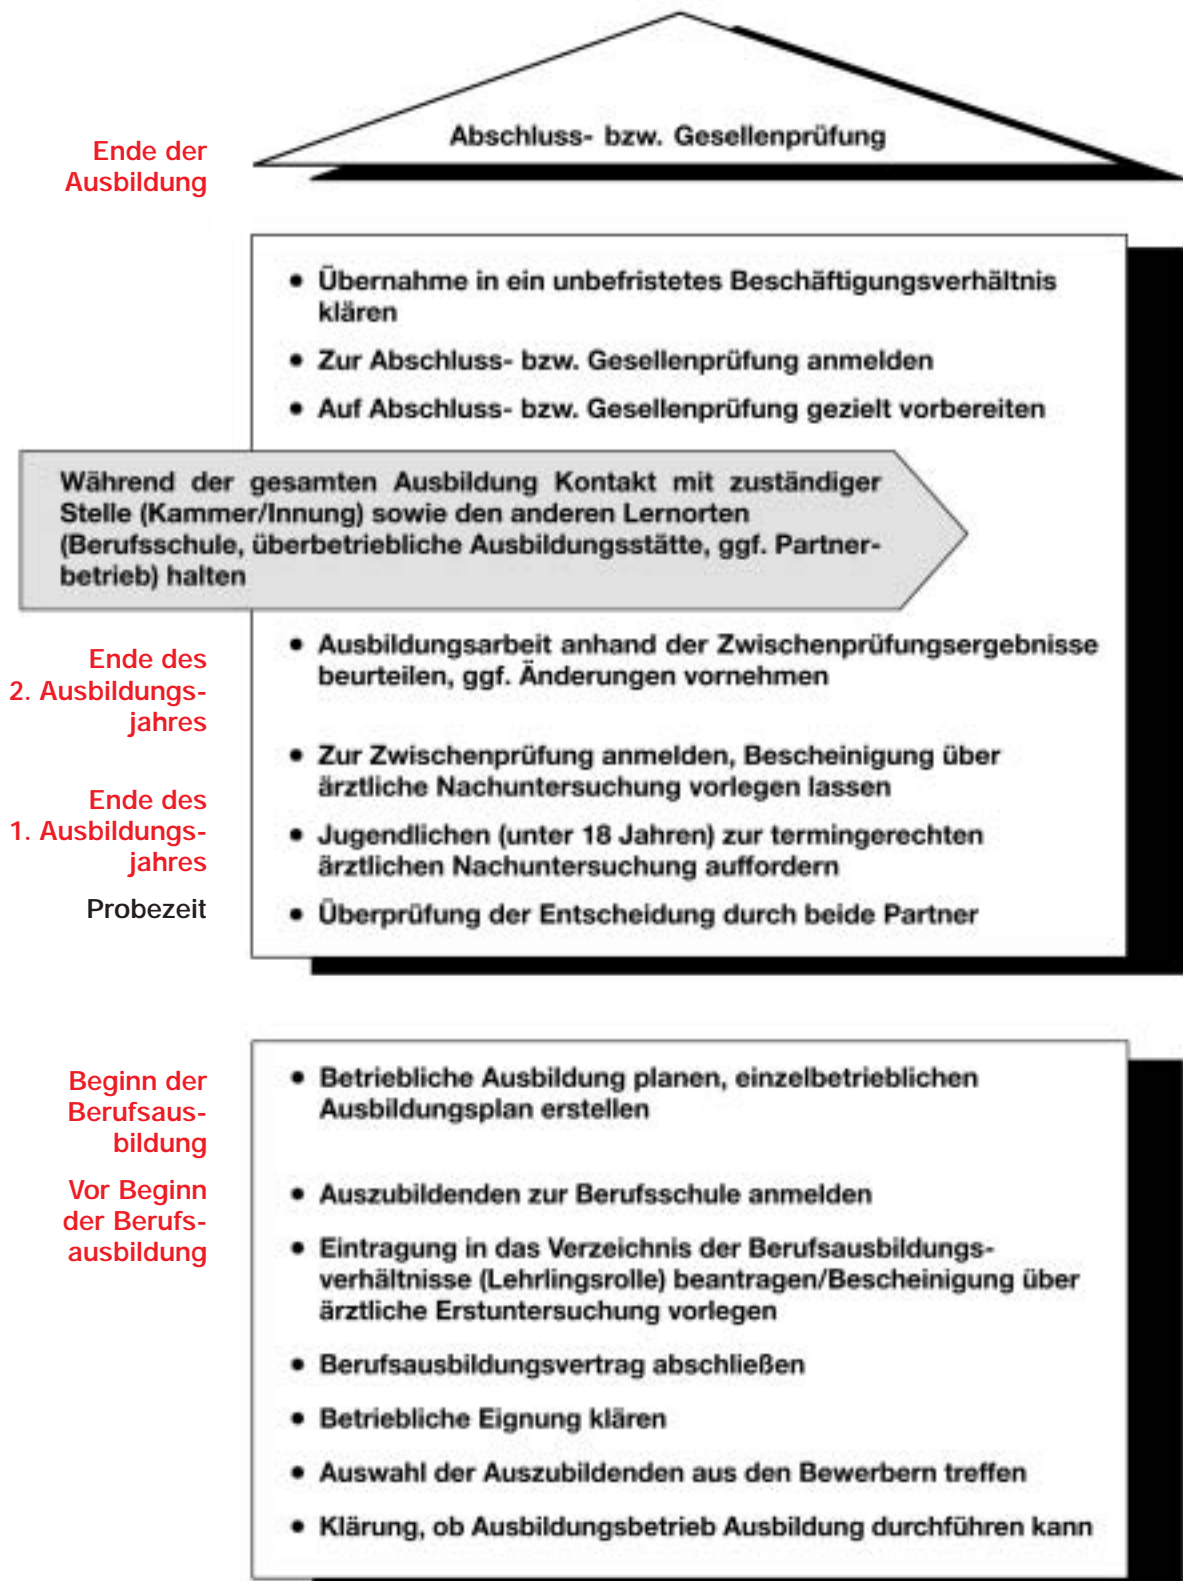 Abschluss- bzw. Gesellenprüfung
Ende der
Ausbildung
• Übernahme in ein unbefristetes Beschäftigungsverhältnis
klären
• Zur Abschluss- bzw. Gesellenprüfung anmelden
• Auf Abschluss- bzw. Gesellenprüfung gezielt vorbereiten
Während der gesamten Ausbildung Kontakt mit zuständiger
Stelle (Kammer/Innung) sowie den anderen Lernorten
(Berufsschule, überbetriebliche Ausbildungsstätte, ggf. Partner-
betrieb) halten
Ende des
2. Ausbildungs-
jahres
• Ausbildungsarbeit anhand der Zwischenprüfungsergebnisse
beurteilen, ggf. Änderungen vornehmen
• Zur Zwischenprüfung anmelden, Bescheinigung über
ärztliche Nachuntersuchung vorlegen lassen
Ende des
1. Ausbildungs-
jahres
• Jugendlichen (unter 18 Jahren) zur termingerechten
ärztlichen Nachuntersuchung auffordern
Probezeit
• Überprüfung der Entscheidung durch beide Partner
Beginn der
Berufsaus-
bildung
• Betriebliche Ausbildung planen, einzelbetrieblichen
Ausbildungsplan erstellen
Vor Beginn
der Berufs-
ausbildung
• Auszubildenden zur Berufsschule anmelden
• Eintragung in das Verzeichnis der Berufsausbildungs-
verhältnisse (Lehrlingsrolle) beantragen/Bescheinigung über
ärztliche Erstuntersuchung vorlegen
• Berufsausbildungsvertrag abschließen
• Betriebliche Eignung klären
• Auswahl der Auszubildenden aus den Bewerbern treffen
• Klärung, ob Ausbildungsbetrieb Ausbildung durchführen kann